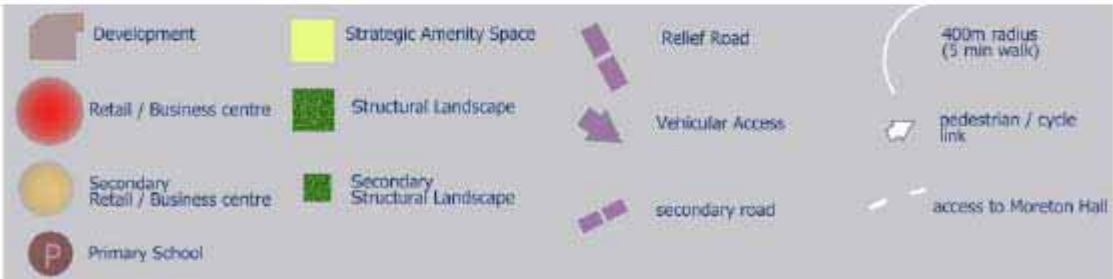 Development
Retail / Business centre
Secondary
Retail / Business centre
P
Primary School
Strategic Amenity Space
Structural Landscape
Secondary
Structural Landscape
Relief Road
Vehicular Access
secondary road
400m radius
(5 min walk)
pedestrian / cycle
link
access to Moreton Hall